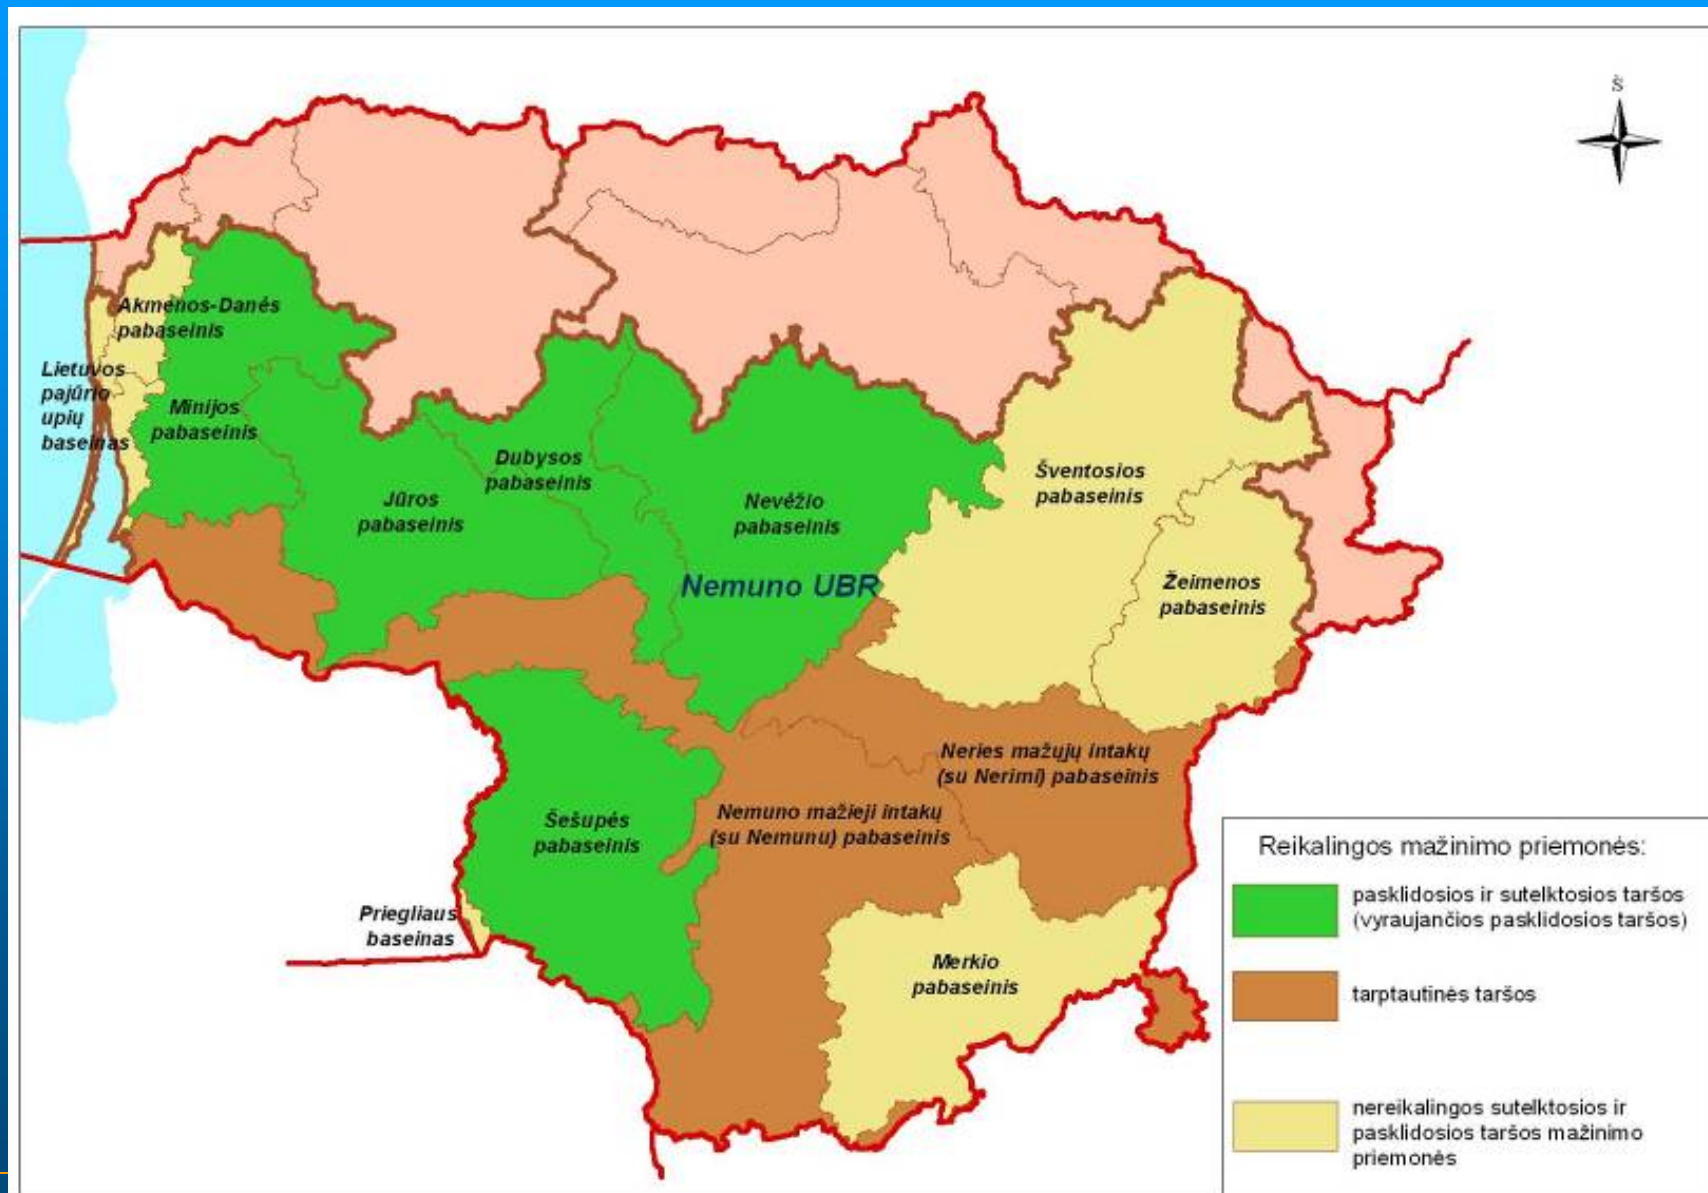 Š
Akmenos-Danės
pabaseinis
Lietuvos
pajūrio
upių
baseinas
Minijos
pabaseinis
Jūros
pabaseinis
Dubysos
pabaseinis
Nevėžio
pabaseinis
Šventosios
pabaseinis
Nemuno UBR
Žeimenos
pabaseinis
Neries mažųjų intakų
(su Nerimi) pabaseinis
Šešupės
pabaseinis
Nemuno mažieji intakų
(su Nemunu) pabaseinis
Priegliaus
baseinas
Merkio
pabaseinis
Reikalingos mažinimo priemonės:
pasklidosios ir sutelktosios taršos
(vyraujančios pasklidosios taršos)
tarptautinės taršos
nereikalingos sutelktosios ir
pasklidosios taršos mažinimo
priemonės